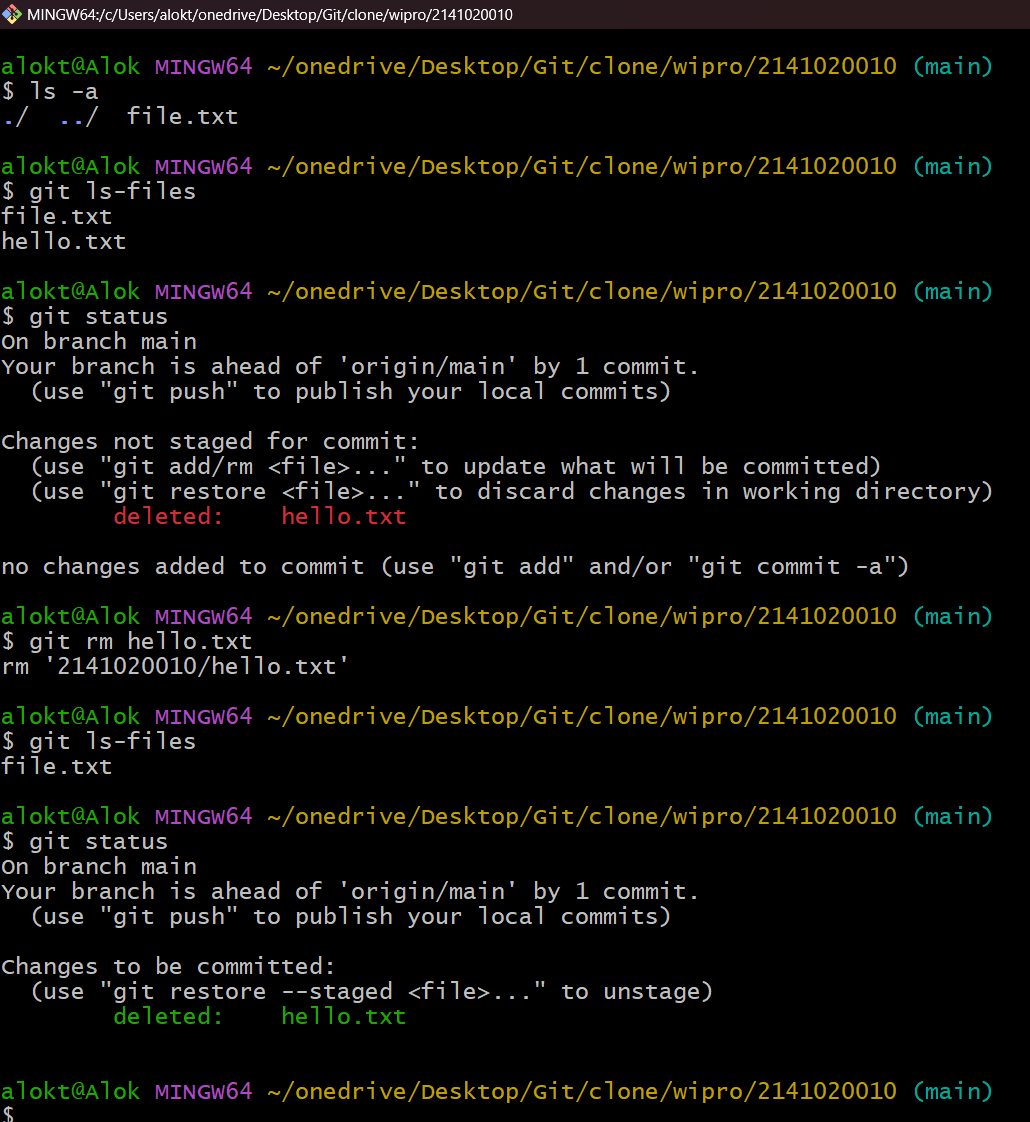 MINGW64:/c/Users/alokt/onedrive/Desktop/Git/clone/wipro/2141020010
alokt@Alok MINGW64 ~/onedrive/Desktop/Git/clone/wipro/2141020010 (main)
$ ls -a
./  ../  file.txt
alokt@Alok MINGW64 ~/onedrive/Desktop/Git/clone/wipro/2141020010 (main)
$ git ls-files
file.txt
hello.txt
alokt@Alok MINGW64 ~/onedrive/Desktop/Git/clone/wipro/2141020010 (main)
$ git status
On branch main
Your branch is ahead of 'origin/main' by 1 commit.
  (use "git push" to publish your local commits)
Changes not staged for commit:
  (use "git add/rm <file>..." to update what will be committed)
  (use "git restore <file>..." to discard changes in working directory)
        deleted:    hello.txt
no changes added to commit (use "git add" and/or "git commit -a")
alokt@Alok MINGW64 ~/onedrive/Desktop/Git/clone/wipro/2141020010 (main)
$ git rm hello.txt
rm '2141020010/hello.txt'
alokt@Alok MINGW64 ~/onedrive/Desktop/Git/clone/wipro/2141020010 (main)
$ git ls-files
file.txt
alokt@Alok MINGW64 ~/onedrive/Desktop/Git/clone/wipro/2141020010 (main)
$ git status
On branch main
Your branch is ahead of 'origin/main' by 1 commit.
  (use "git push" to publish your local commits)
Changes to be committed:
  (use "git restore --staged <file>..." to unstage)
        deleted:    hello.txt
alokt@Alok MINGW64 ~/onedrive/Desktop/Git/clone/wipro/2141020010 (main)
$